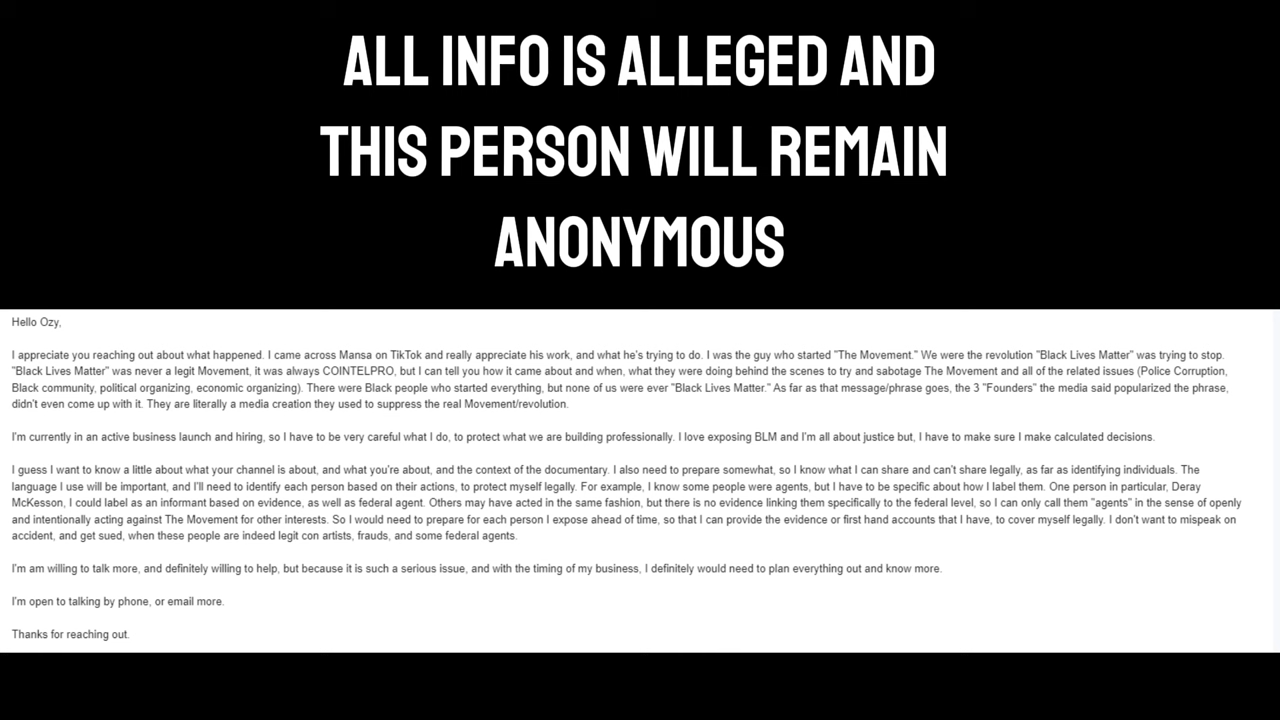 ALL INFO IS ALLEGED AND
THIS PERSON WILL REMAIN
ANONYMOUS
Hello Ozy,
I appreciate you reaching out about what happened. I came across Mansa on TikTok and really appreciate his work, and what he's trying to do. I was the guy who started "The Movement." We were the revolution "Black Lives Matter" was trying to stop.
"Black Lives Matter" was never a legit Movement, it was always COINTELPRO, but I can tell you how it came about and when, what they were doing behind the scenes to try and sabotage The Movement and all of the related issues (Police Corruption,
Black community, political organizing, economic organizing). There were Black people who started everything, but none of us were ever "Black Lives Matter." As far as that message/phrase goes, the 3 "Founders" the media said popularized the phrase,
didn't even come up with it. They are literally a media creation they used to suppress the real Movement/revolution.
I'm currently in an active business launch and hiring, so I have to be very careful what I do, to protect what we are building professionally. I love exposing BLM and I'm all about justice but, I have to make sure I make calculated decisions.
I guess I want to know a little about what your channel is about, and what you're about, and the context of the documentary. I also need to prepare somewhat, so I know what I can share and can't share legally, as far as identifying individuals. The
language I use will be important, and I'll need to identify each person based on their actions, to protect myself legally. For example, I know some people were agents, but I have to be specific about how I label them. One person in particular, Deray
McKesson, I could label as an informant based on evidence, as well as federal agent. Others may have acted in the same fashion, but there is no evidence linking them specifically to the federal level, so I can only call them "agents" in the sense of openly
and intentionally acting against The Movement for other interests. So I would need to prepare for each person I expose ahead of time, so that I can provide the evidence or first hand accounts that I have, to cover myself legally. I don't want to mispeak on
accident, and get sued, when these people are indeed legit con artists, frauds, and some federal agents.
I'm am willing to talk more, and definitely willing to help, but because it is such a serious issue, and with the timing of my business, I definitely would need to plan everything out and know more.
I'm open to talking by phone, or email more.
Thanks for reaching out.